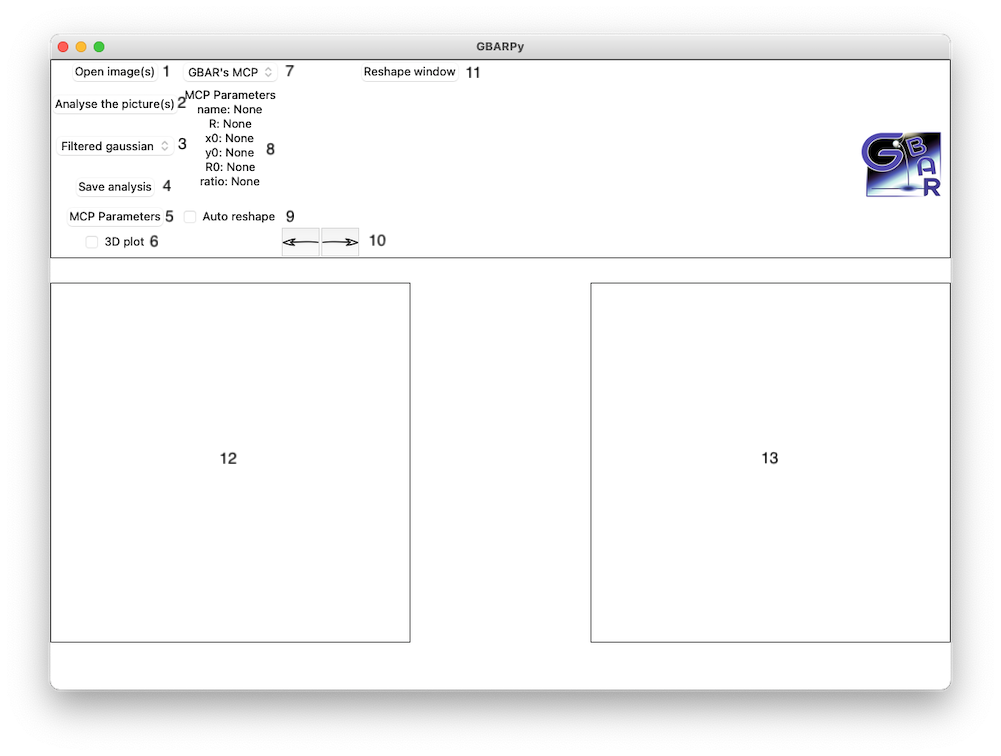 GBARPy
Open image(s) 1 GBAR's MCP 7 Reshape window 11
Analyse the picture(s) 2 MCP Parameters
name: None
R: None
Filtered gaussian 3 x0: None
y0: None 8
R0: None
ratio: None
Save analysis 4
MCP Parameters 5 Auto reshape 9
3D plot 6 10
GBAR
12 13